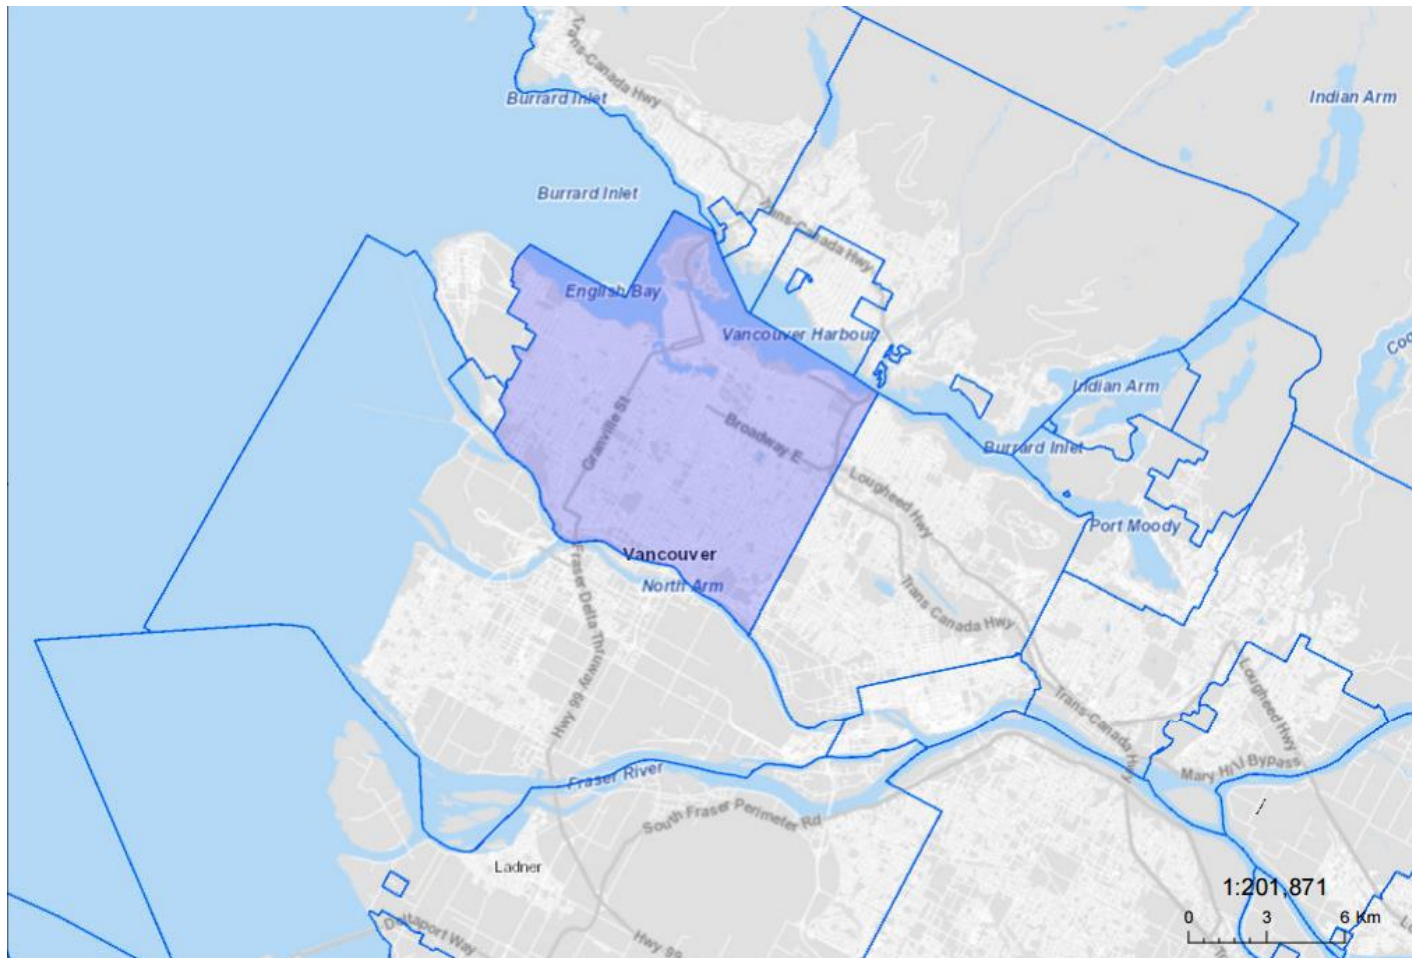 Trans-Canada Hwy
Burrard Inlet
Indian Arm
Burrard Inlet
Trans-Canada Hwy
English Bay
Vancouver Harbour
Indian Arm
Granville St
Broadway E
Burrard Inlet
Lougheed Hwy
Port Moody
Vancouver
North Arm
Trans Canada Hwy
Fraser Delta Thruway
Hwy 99
Trans-Canada Hwy
Lougheed Hwy
Mary Hill Bypass
Fraser River
South Fraser Perimeter Rd
Ladner
Deltaport Way
Hwy 99
1:201,871
0 3 6 Km